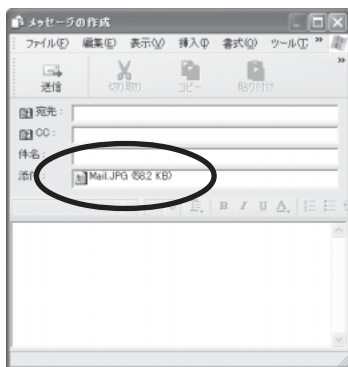 メッセージの作成
ファイル(F) 編集(E) 表示(V) 挿入(I) 書式(O) ツール(T) »
送信 切り取り コピー 貼り付け »
宛先:
CC:
件名:
添付: Mail.JPG (58.2 KB)
B I U A